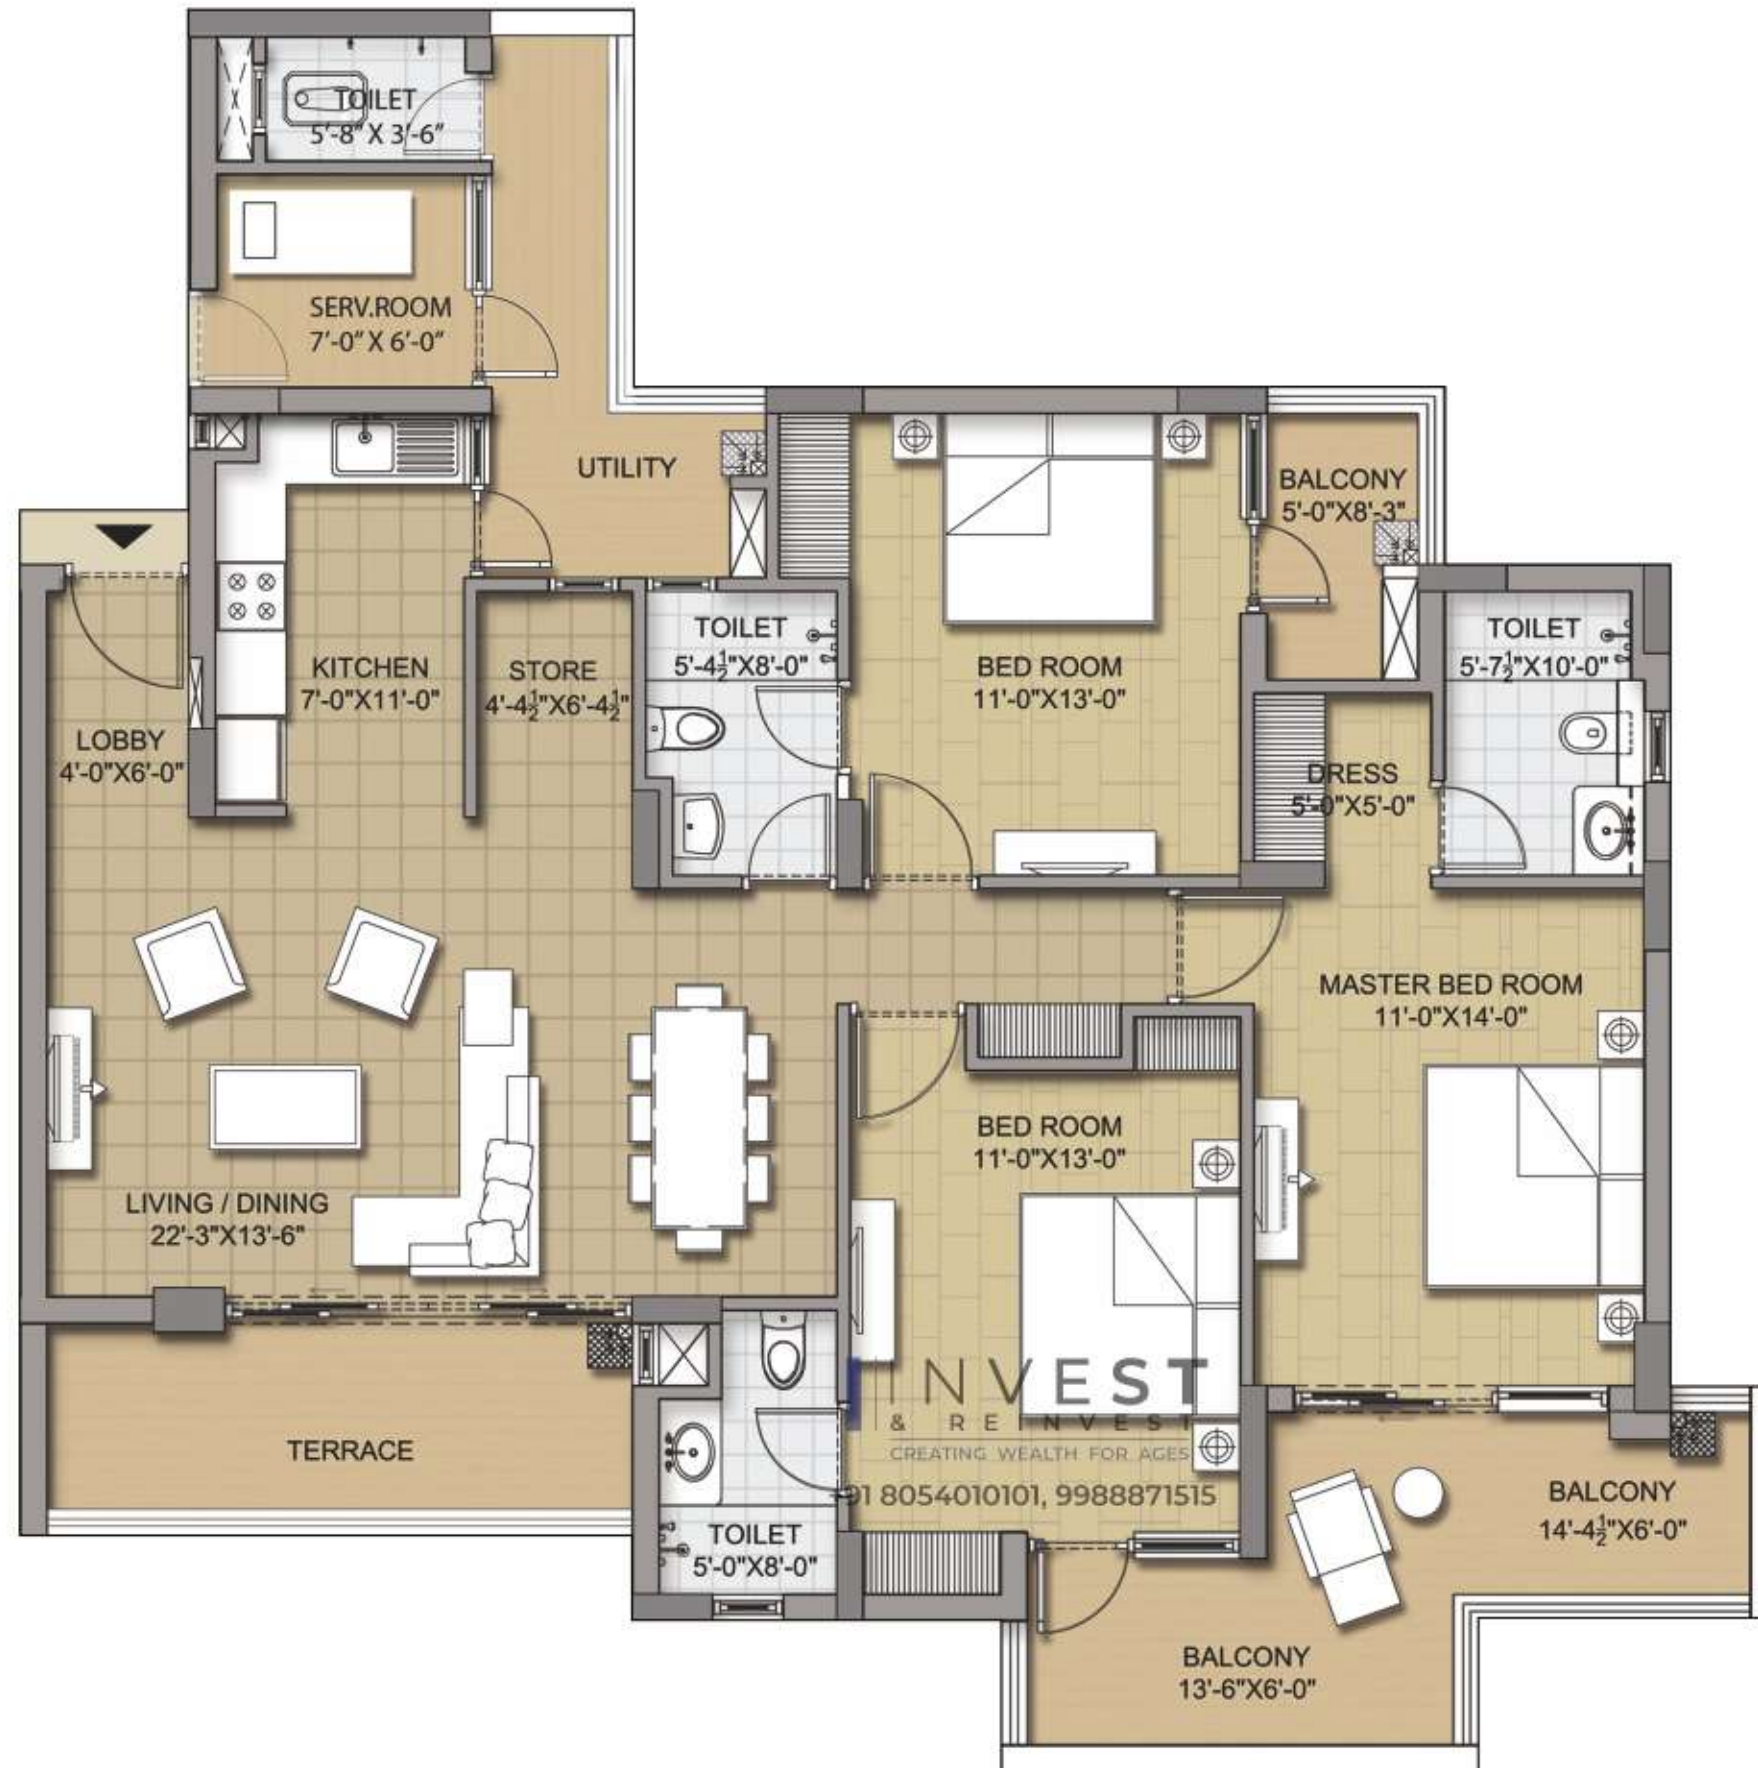 TOILET
5'-8" X 3'-6"
SERV.ROOM
7'-0" X 6'-0"
UTILITY
BALCONY
5'-0"X8'-3"
TOILET
5'-4½"X8'-0"
BED ROOM
11'-0"X13'-0"
TOILET
5'-7½"X10'-0"
KITCHEN
7'-0"X11'-0"
STORE
4'-4½"X6'-4½"
LOBBY
4'-0"X6'-0"
DRESS
5'-0"X5'-0"
MASTER BED ROOM
11'-0"X14'-0"
BED ROOM
11'-0"X13'-0"
LIVING / DINING
22'-3"X13'-6"
INVEST
& REINVEST
CREATING WEALTH FOR AGES
+91 8054010101, 9988871515
TERRACE
BALCONY
14'-4½"X6'-0"
TOILET
5'-0"X8'-0"
BALCONY
13'-6"X6'-0"